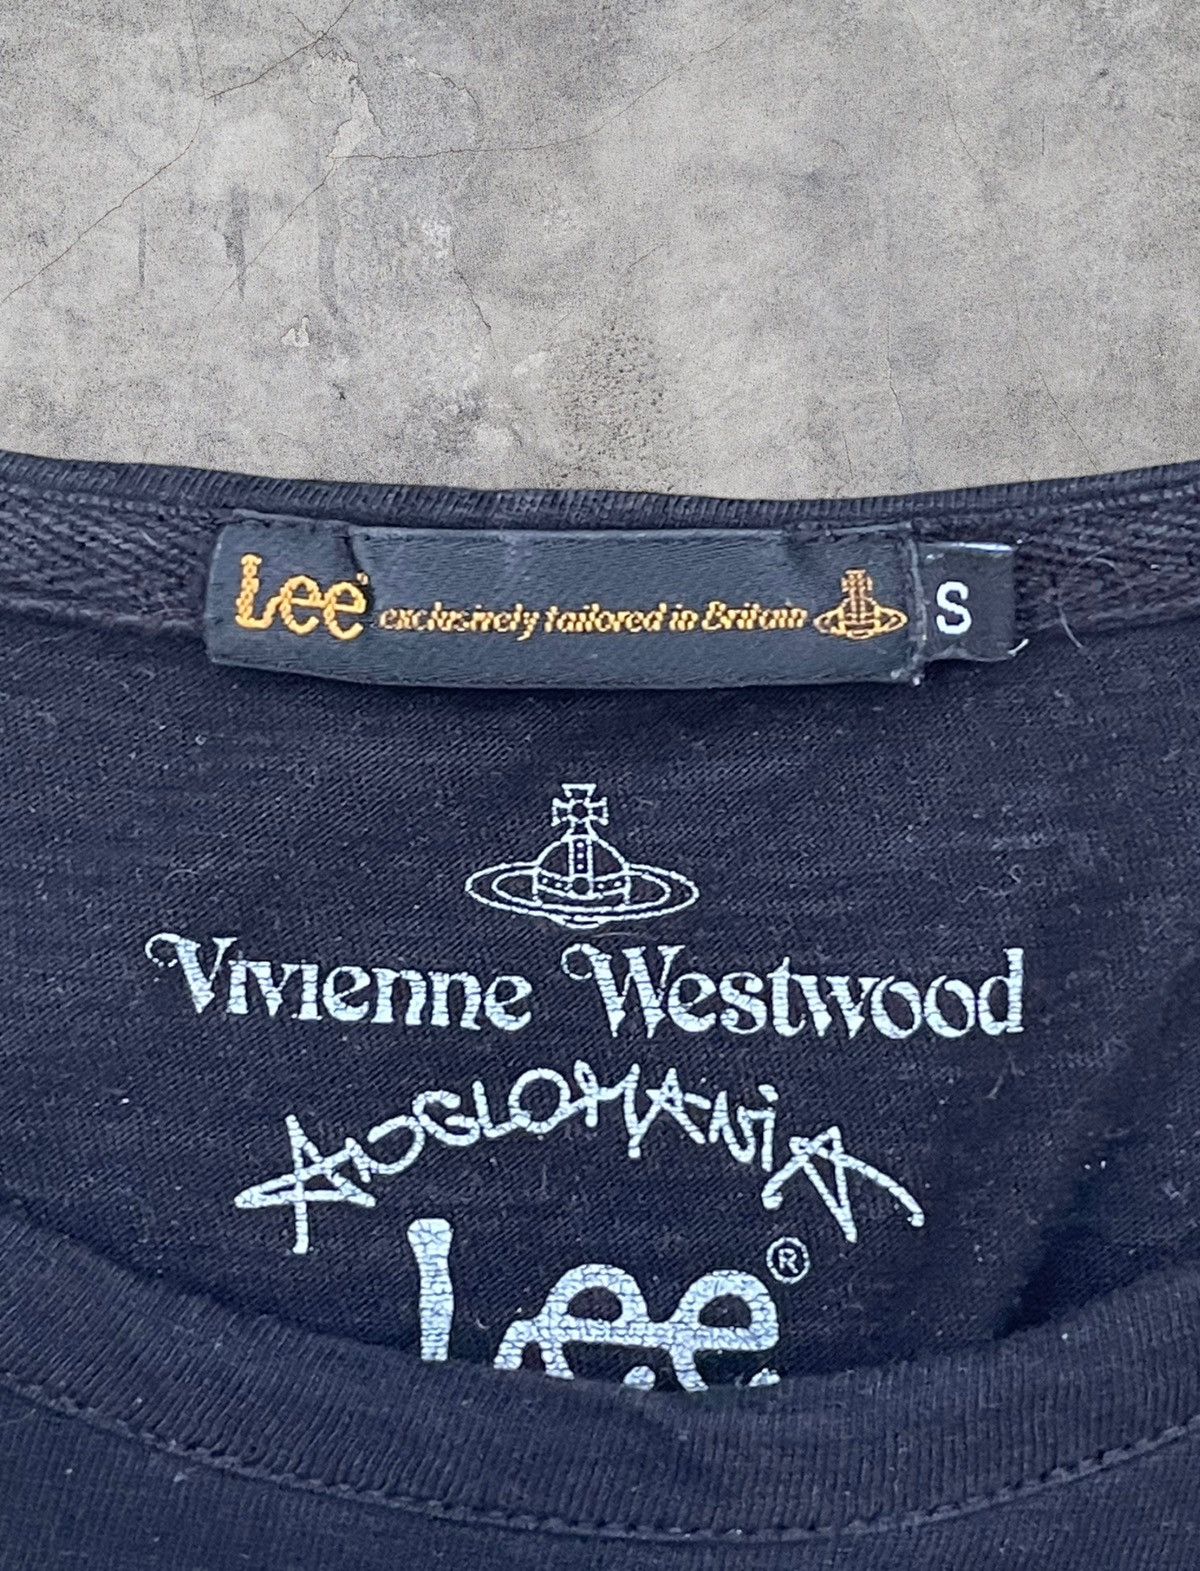 Lee® exclusively tailored in Britain S
Vivienne Westwood
ANGLOMANiA
Lee®